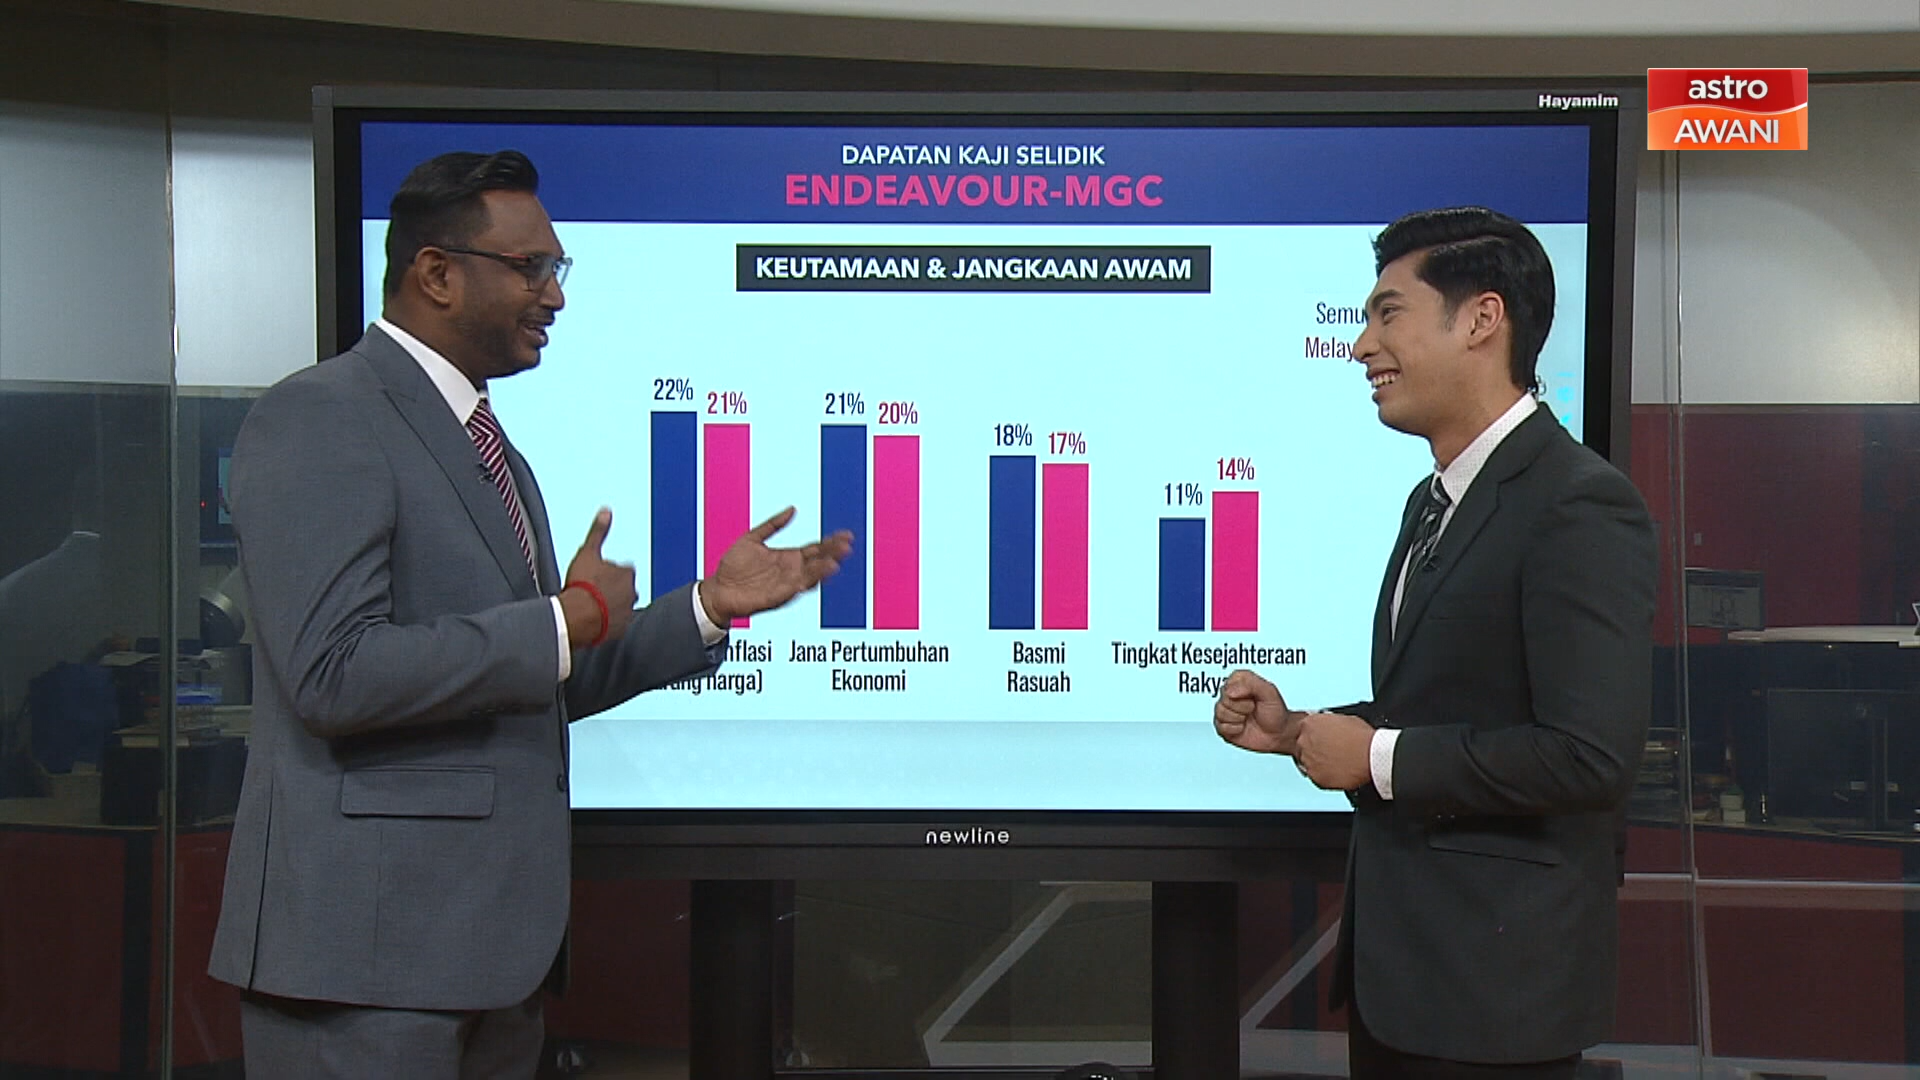 Hayamim
astro
AWANI
DAPATAN KAJI SELIDIK
ENDEAVOUR-MGC
KEUTAMAAN & JANGKAAN AWAM
22%
21%
21%
20%
18%
17%
11%
14%
Jana Pertumbuhan
Ekonomi
Basmi
Rasuah
Tingkat Kesejahteraan
newline